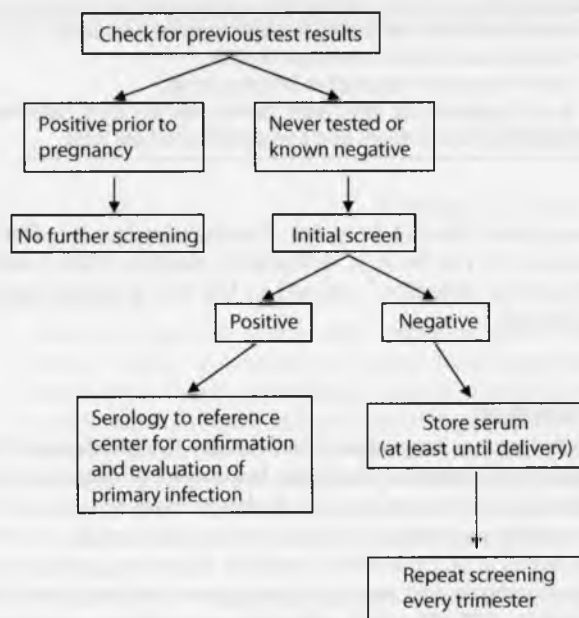 Check for previous test results
Positive prior to
pregnancy
Never tested or
known negative
No further screening
Initial screen
Positive
Negative
Serology to reference
center for confirmation
and evaluation of
primary infection
Store serum
(at least until delivery)
Repeat screening
every trimester